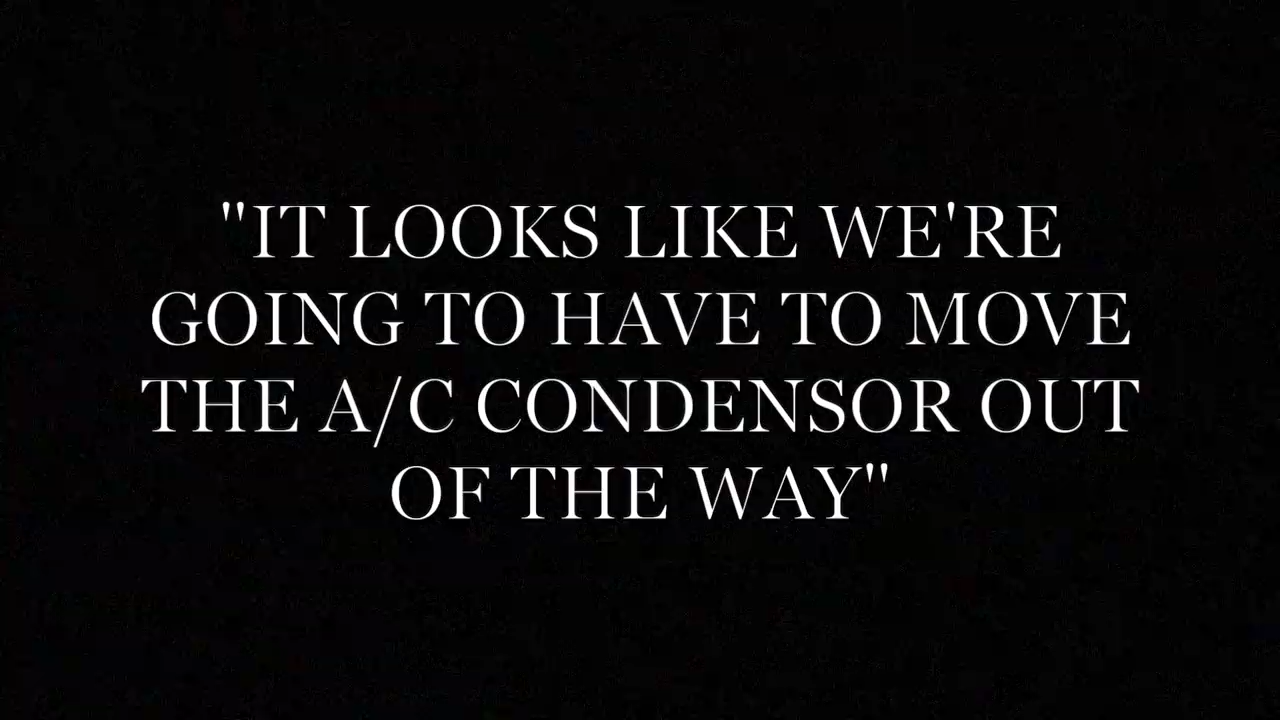 "IT LOOKS LIKE WE'RE
GOING TO HAVE TO MOVE
THE A/C CONDENSOR OUT
OF THE WAY"